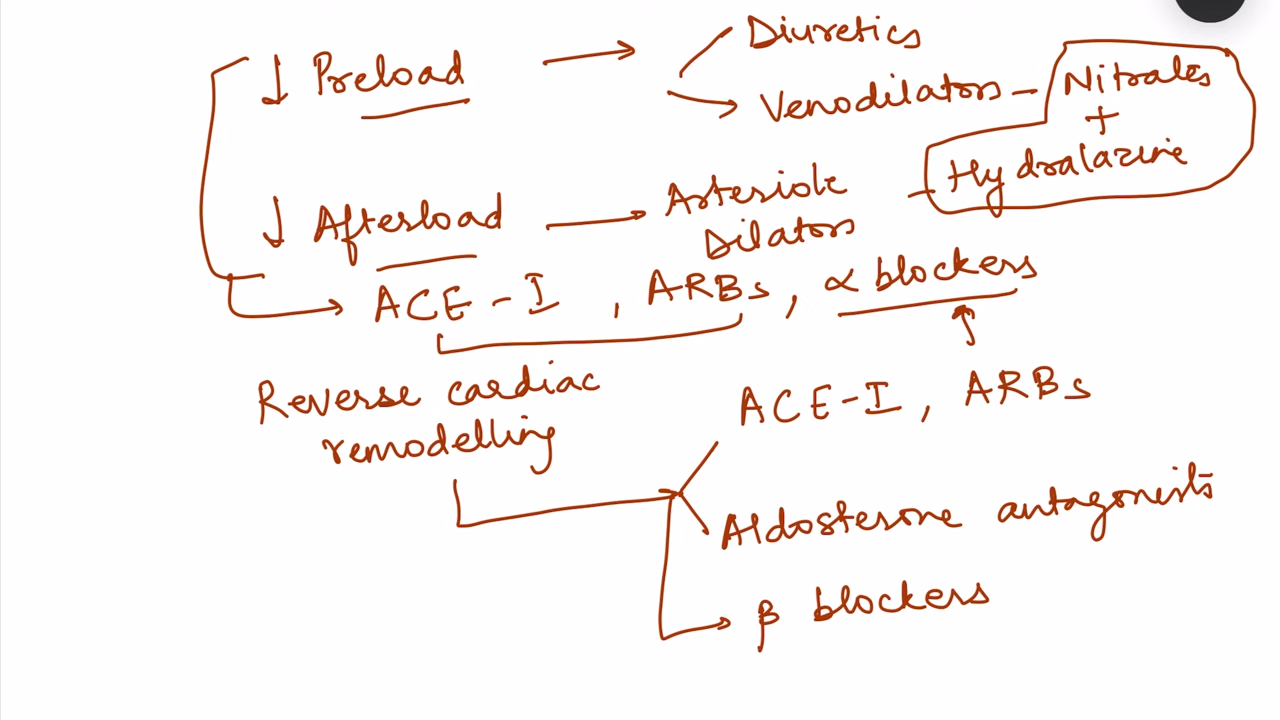 Diuretics
↓ Preload →
Venodilators - Nitrates
+
Hydralazine
↓ Afterload → Arteriole
Dilators
→ ACE-I, ARBs, α blockers
Reverse cardiac
remodelling
ACE-I, ARBs
Aldosterone antagonists
β blockers